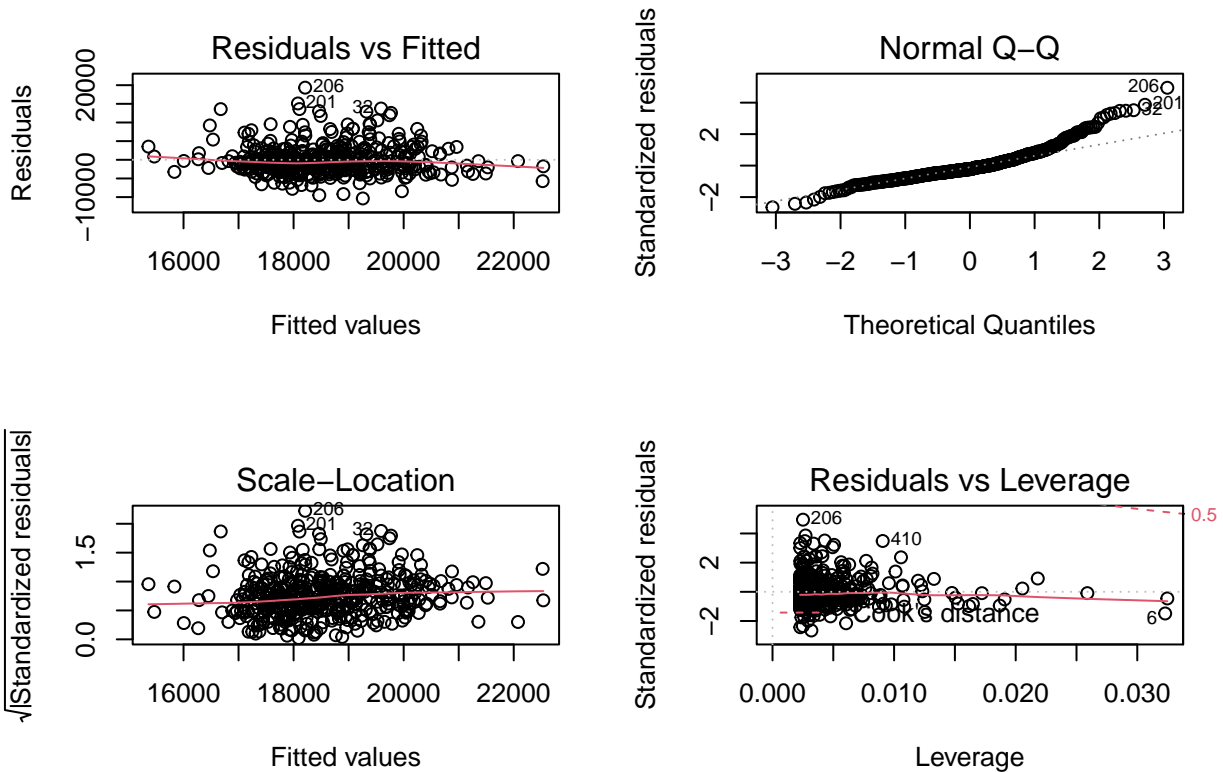 Residuals vs Fitted
Residuals
−10000
20000
206
201
32
16000 18000 20000 22000
Fitted values
Normal Q−Q
Standardized residuals
−2
2
206
201
32
−3 −2 −1 0 1 2 3
Theoretical Quantiles
Scale−Location
√|Standardized residuals|
0.0
1.5
206
201
32
16000 18000 20000 22000
Fitted values
Residuals vs Leverage
Standardized residuals
−2
2
206
410
0.5
Cook's distance
6
0.000 0.010 0.020 0.030
Leverage